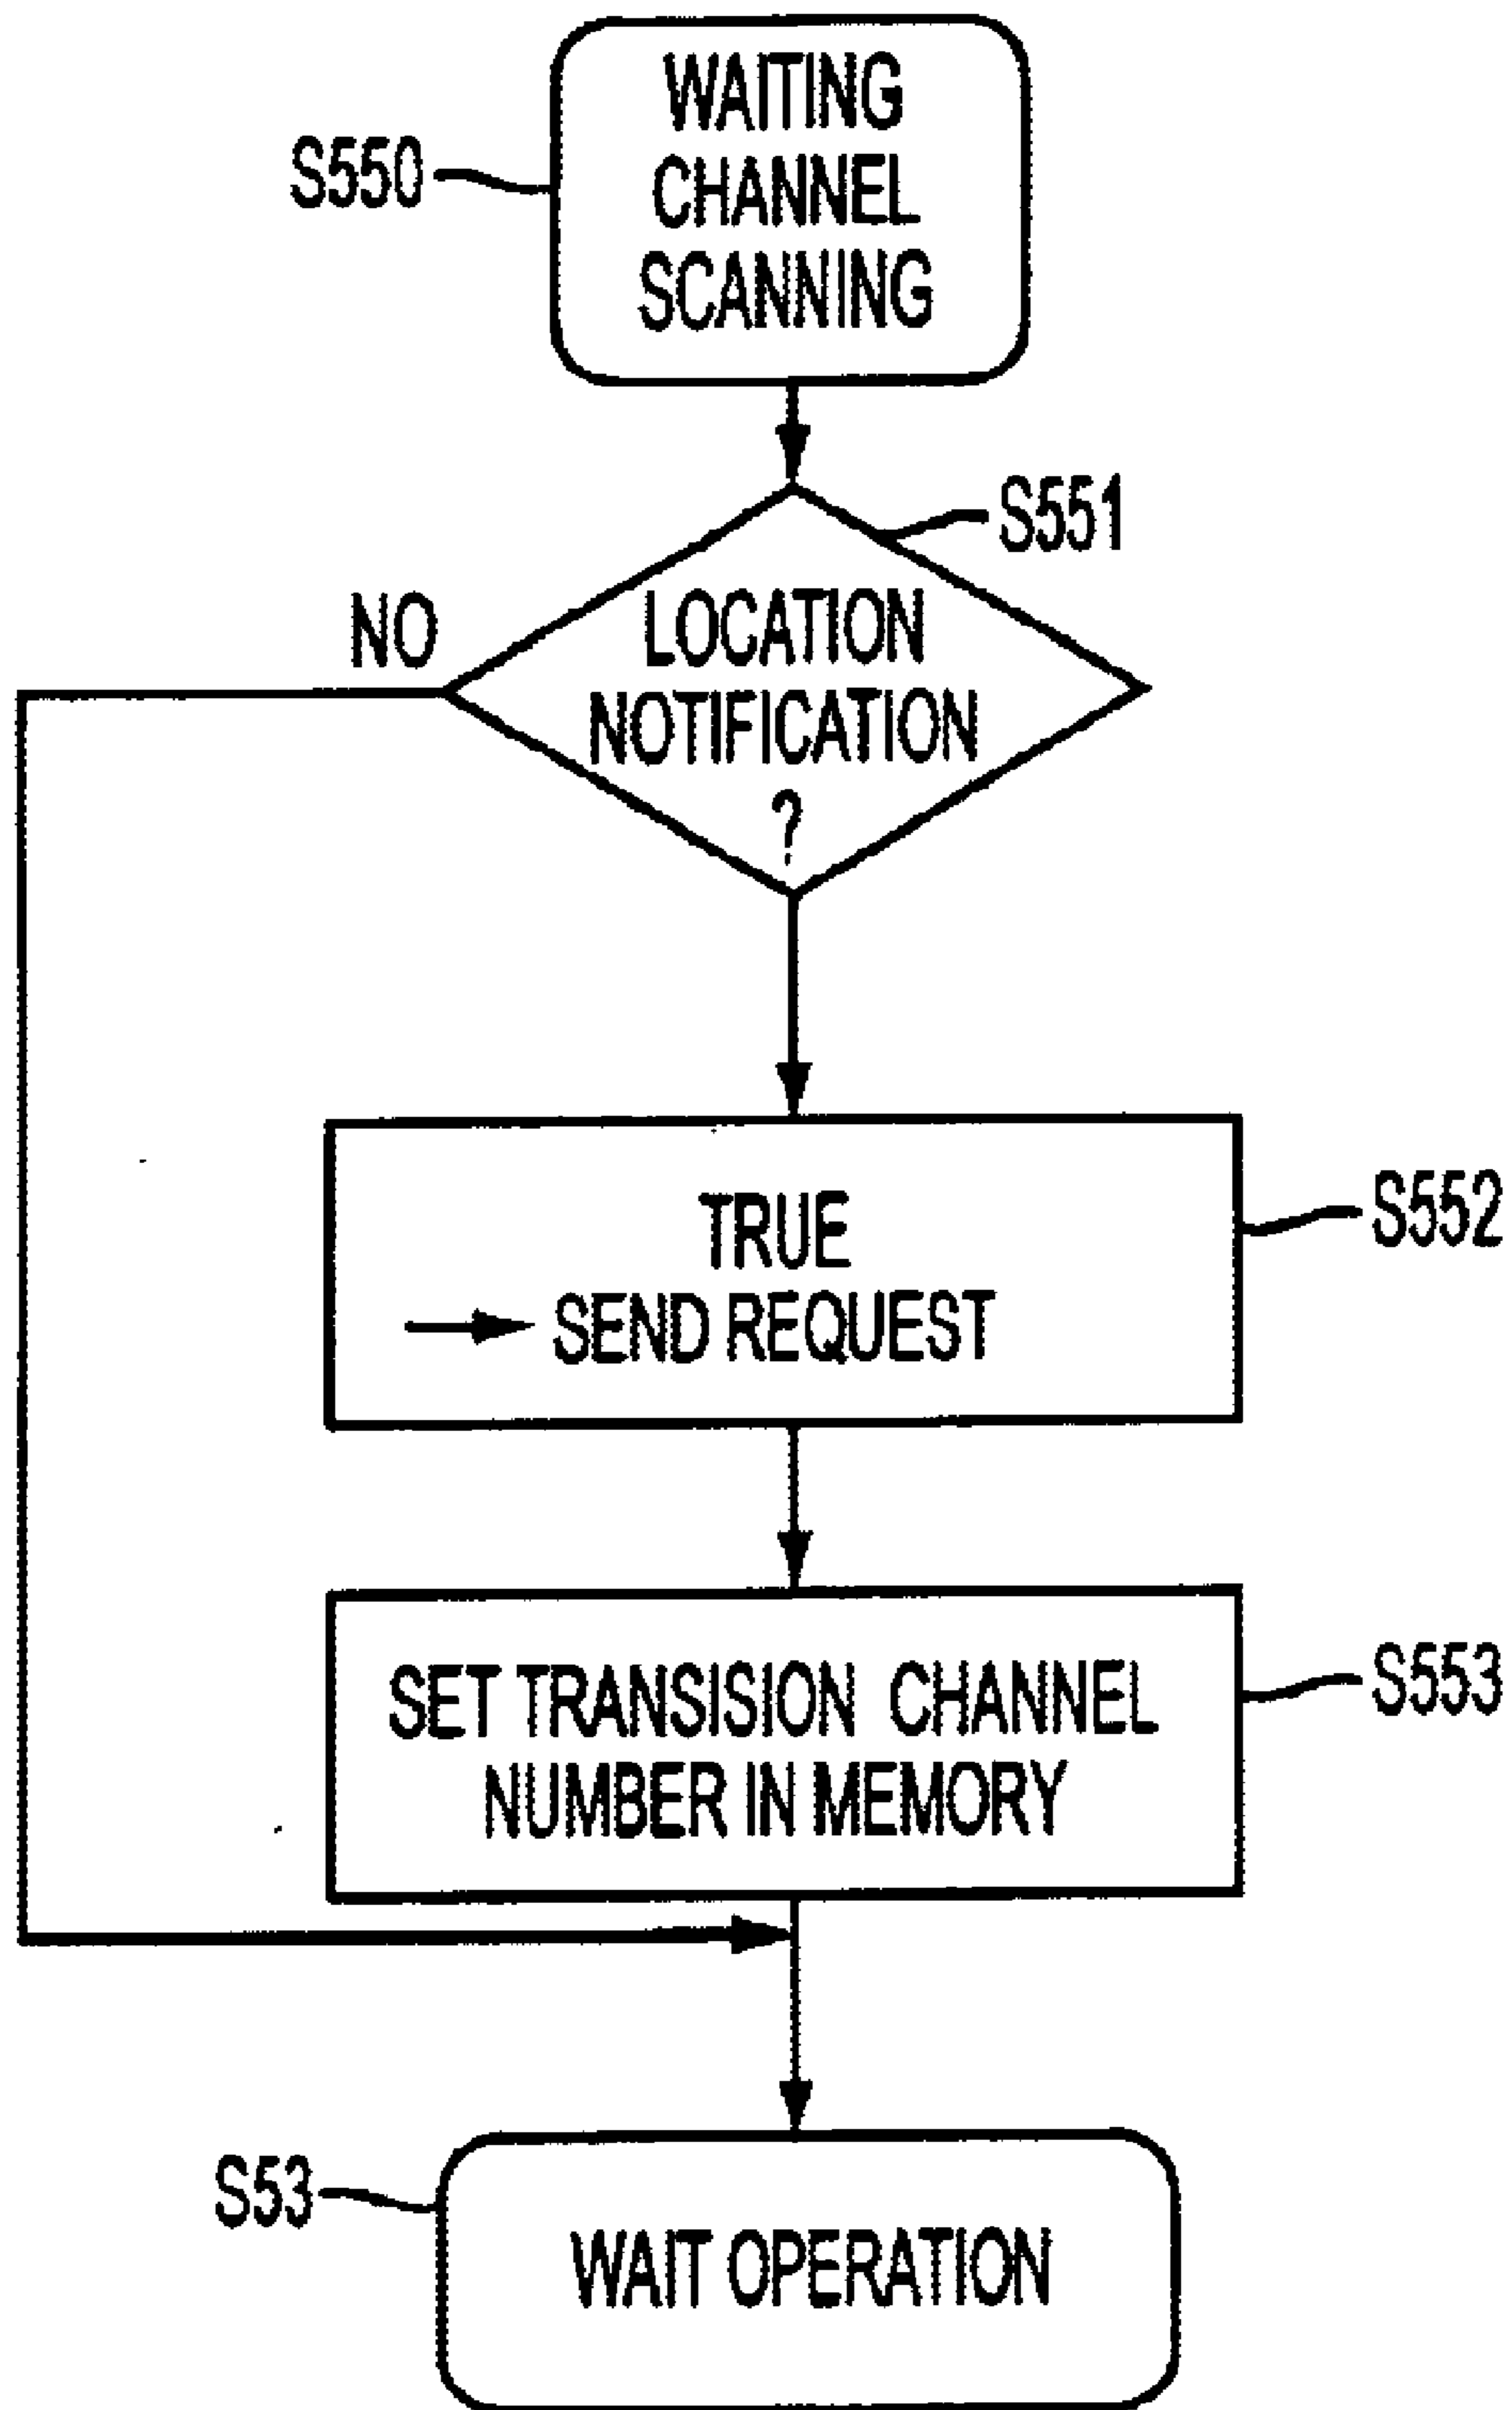 WAITING
CHANNEL
SCANNING
S550
S551
NO
LOCATION
NOTIFICATION
?
TRUE
SEND REQUEST
S552
SET TRANSISION CHANNEL
NUMBER IN MEMORY
S553
S53
WAIT OPERATION